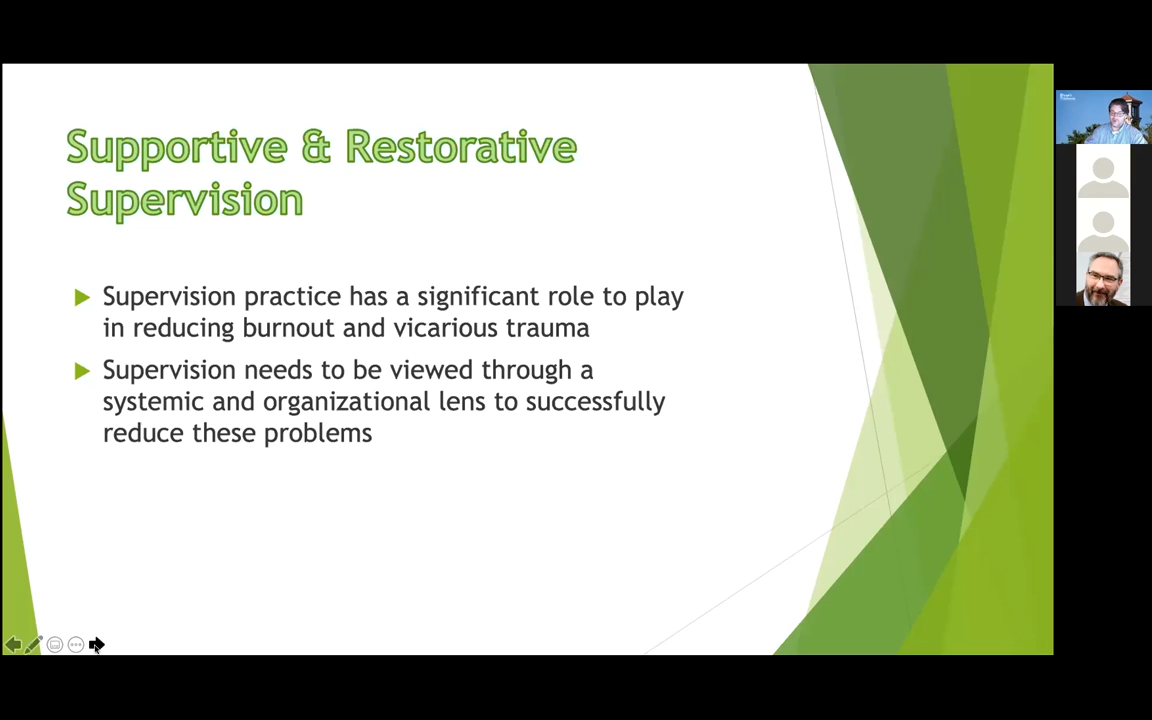 Supportive & Restorative
Supervision
Supervision practice has a significant role to play
in reducing burnout and vicarious trauma
Supervision needs to be viewed through a
systemic and organizational lens to successfully
reduce these problems